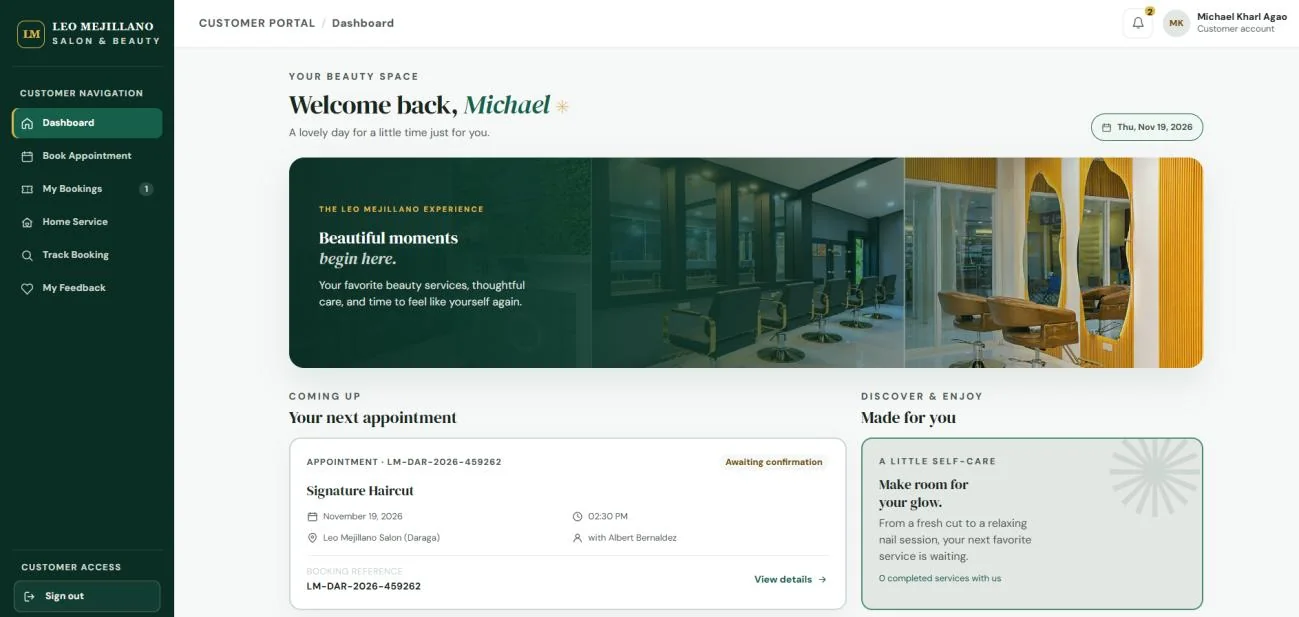 LM
LEO MEJILLANO
SALON & BEAUTY
CUSTOMER NAVIGATION
Dashboard
Book Appointment
My Bookings 1
Home Service
Track Booking
My Feedback
CUSTOMER ACCESS
Sign out
CUSTOMER PORTAL / Dashboard
2
MK
Michael Kharl Agao
Customer account
YOUR BEAUTY SPACE
Welcome back, Michael
A lovely day for a little time just for you.
Thu, Nov 19, 2026
THE LEO MEJILLANO EXPERIENCE
Beautiful moments
begin here.
Your favorite beauty services, thoughtful
care, and time to feel like yourself again.
COMING UP
Your next appointment
APPOINTMENT · LM-DAR-2026-459262
Awaiting confirmation
Signature Haircut
November 19, 2026
02:30 PM
Leo Mejillano Salon (Daraga)
with Albert Bernaldez
BOOKING REFERENCE
LM-DAR-2026-459262
View details →
DISCOVER & ENJOY
Made for you
A LITTLE SELF-CARE
Make room for
your glow.
From a fresh cut to a relaxing
nail session, your next favorite
service is waiting.
0 completed services with us